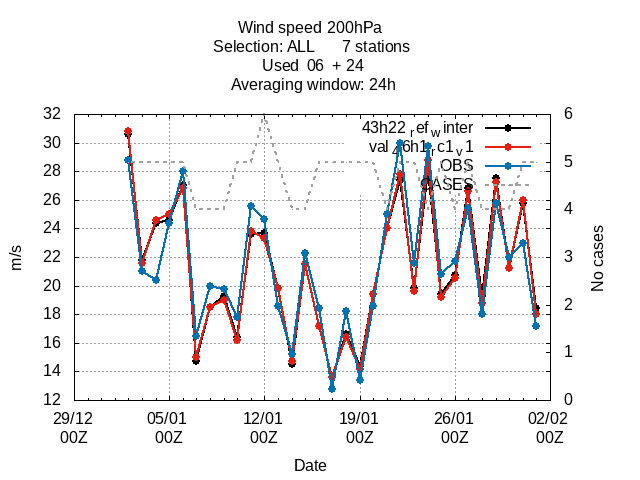 Wind speed 200hPa
Selection: ALL 7 stations
Used 06 + 24
Averaging window: 24h
43h22_ref_winter
val_46h1_rc1_v1
OBS
CASES
32
30
28
26
24
22
20
18
16
14
12
m/s
6
5
4
3
2
1
0
No cases
29/12 05/01 12/01 19/01 26/01 02/02
00Z 00Z 00Z 00Z 00Z 00Z
Date